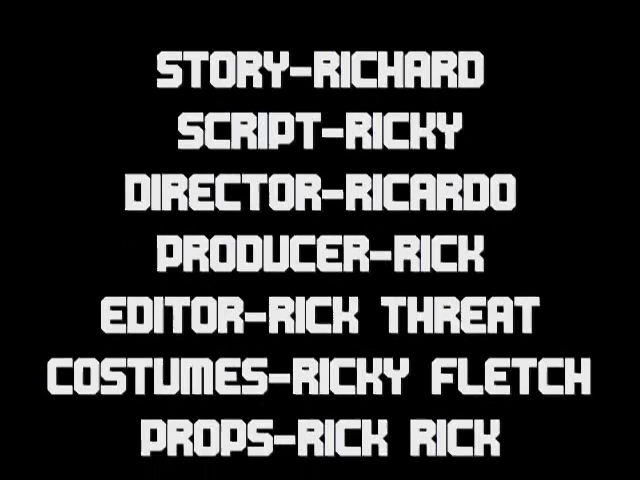 STORY-RICHARD
SCRIPT-RICKY
DIRECTOR-RICARDO
PRODUCER-RICK
EDITOR-RICK THREAT
COSTUMES-RICKY FLETCH
PROPS-RICK RICK